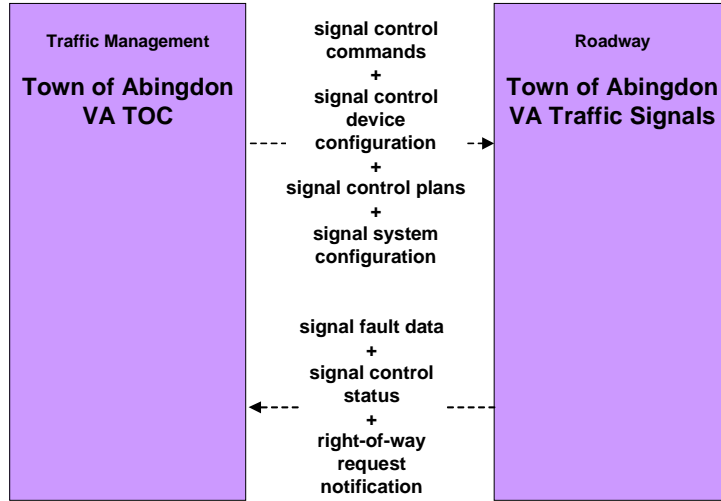 Traffic Management
Town of Abingdon
VA TOC
signal control
commands
+
signal control
device
configuration
+
signal control plans
+
signal system
configuration
signal fault data
+
signal control
status
+
right-of-way
request
notification
Roadway
Town of Abingdon
VA Traffic Signals